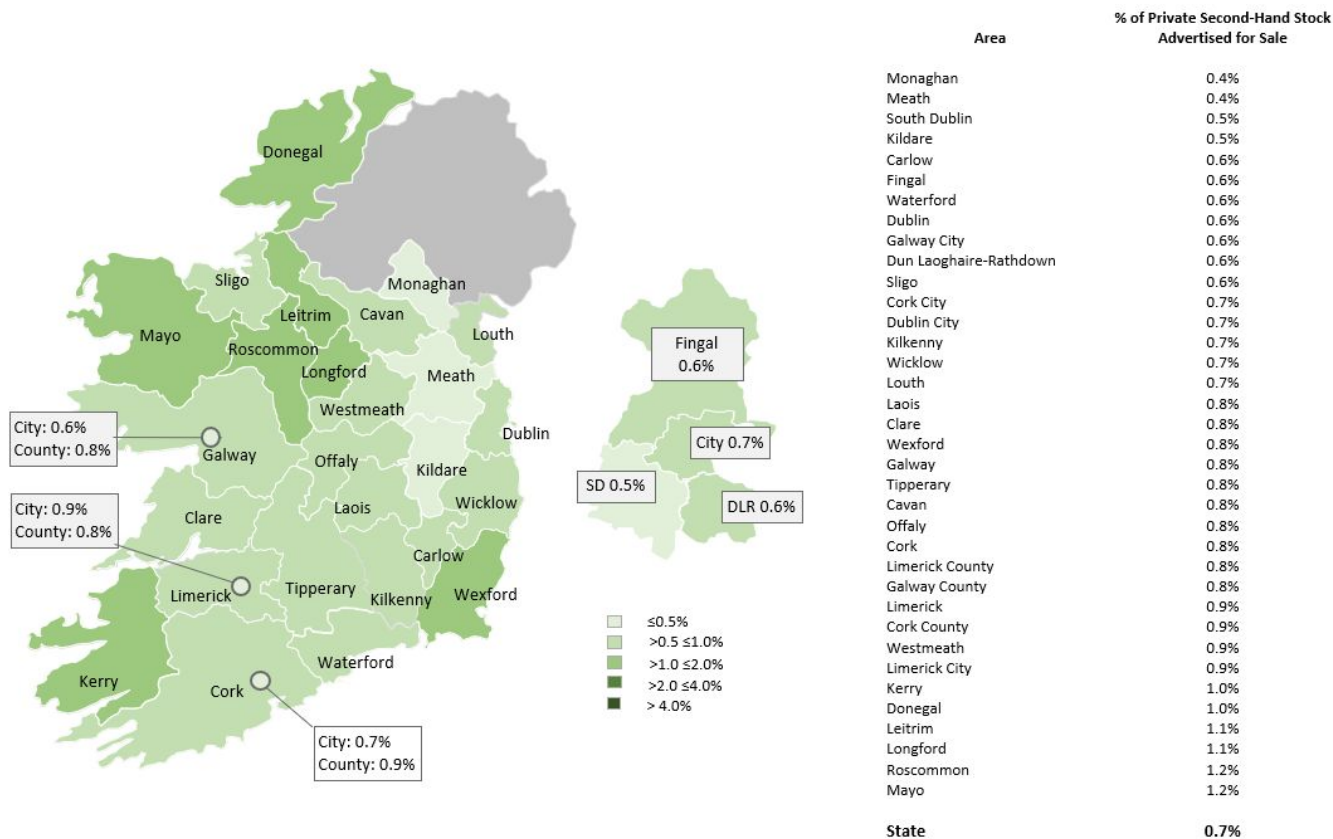 % of Private Second-Hand Stock
Area Advertised for Sale
Monaghan 0.4%
Meath 0.4%
South Dublin 0.5%
Kildare 0.5%
Carlow 0.6%
Fingal 0.6%
Waterford 0.6%
Dublin 0.6%
Galway City 0.6%
Dun Laoghaire-Rathdown 0.6%
Sligo 0.6%
Cork City 0.7%
Dublin City 0.7%
Kilkenny 0.7%
Wicklow 0.7%
Louth 0.7%
Laois 0.8%
Clare 0.8%
Wexford 0.8%
Galway 0.8%
Tipperary 0.8%
Cavan 0.8%
Offaly 0.8%
Cork 0.8%
Limerick County 0.8%
Galway County 0.8%
Limerick 0.9%
Cork County 0.9%
Westmeath 0.9%
Limerick City 0.9%
Kerry 1.0%
Donegal 1.0%
Leitrim 1.1%
Longford 1.1%
Roscommon 1.2%
Mayo 1.2%
State 0.7%
Donegal
Sligo
Monaghan
Leitrim
Cavan
Louth
Mayo
Roscommon
Longford
Meath
Westmeath
City: 0.6%
County: 0.8%
Galway
Offaly
Dublin
Kildare
City: 0.9%
County: 0.8%
Clare
Laois
Wicklow
Carlow
Limerick
Tipperary
Kilkenny
Wexford
Waterford
Kerry
Cork
City: 0.7%
County: 0.9%
Fingal
0.6%
City 0.7%
SD 0.5%
DLR 0.6%
≤0.5%
>0.5 ≤1.0%
>1.0 ≤2.0%
>2.0 ≤4.0%
> 4.0%